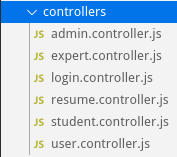 controllers
JS admin.controller.js
JS expert.controller.js
JS login.controller.js
JS resume.controller.js
JS student.controller.js
JS user.controller.js